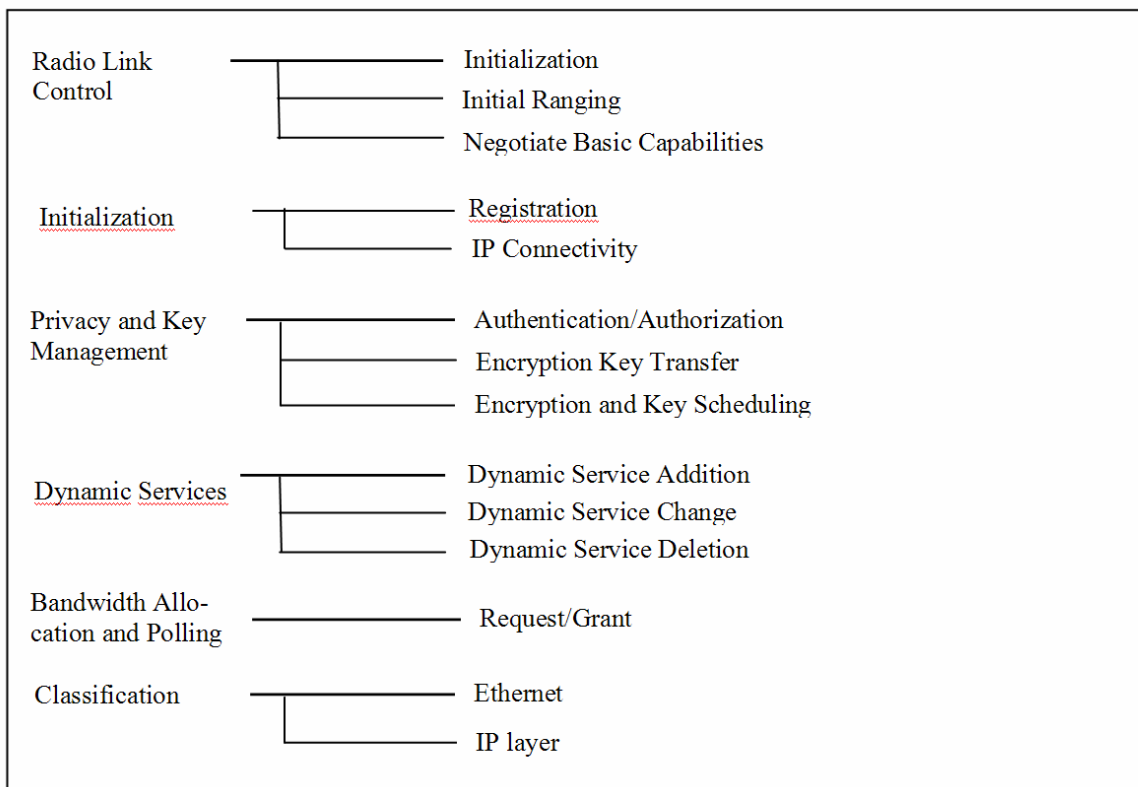 Radio Link
Control
Initialization
Initial Ranging
Negotiate Basic Capabilities
Initialization
Registration
IP Connectivity
Privacy and Key
Management
Authentication/Authorization
Encryption Key Transfer
Encryption and Key Scheduling
Dynamic Services
Dynamic Service Addition
Dynamic Service Change
Dynamic Service Deletion
Bandwidth Allo-
cation and Polling
Request/Grant
Classification
Ethernet
IP layer